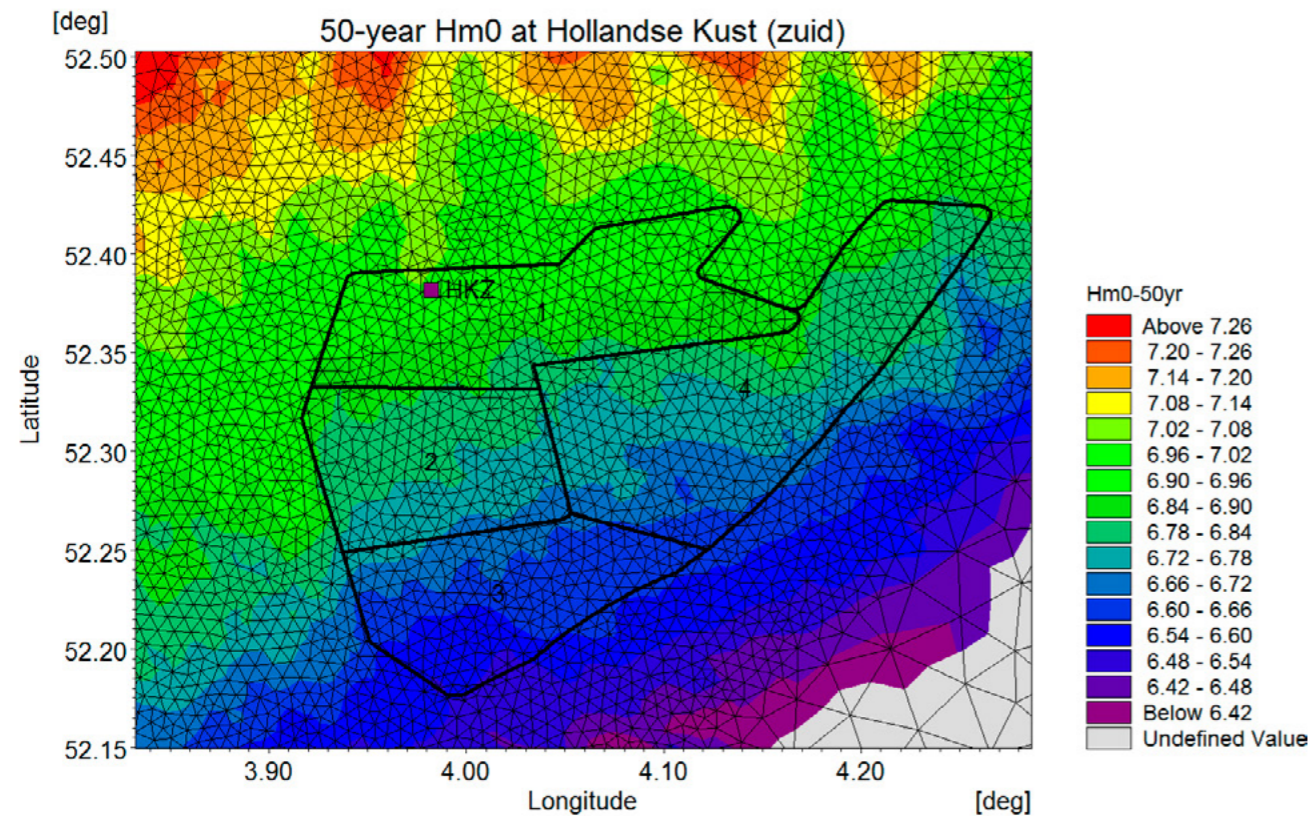 [deg]
50-year Hm0 at Hollandse Kust (zuid)
52.50
52.45
52.40
52.35
52.30
52.25
52.20
52.15
Latitude
HKZ
1
4
2
3
3.90
4.00
4.10
4.20
Longitude
[deg]
Hm0-50yr
Above 7.26
7.20 - 7.26
7.14 - 7.20
7.08 - 7.14
7.02 - 7.08
6.96 - 7.02
6.90 - 6.96
6.84 - 6.90
6.78 - 6.84
6.72 - 6.78
6.66 - 6.72
6.60 - 6.66
6.54 - 6.60
6.48 - 6.54
6.42 - 6.48
Below 6.42
Undefined Value